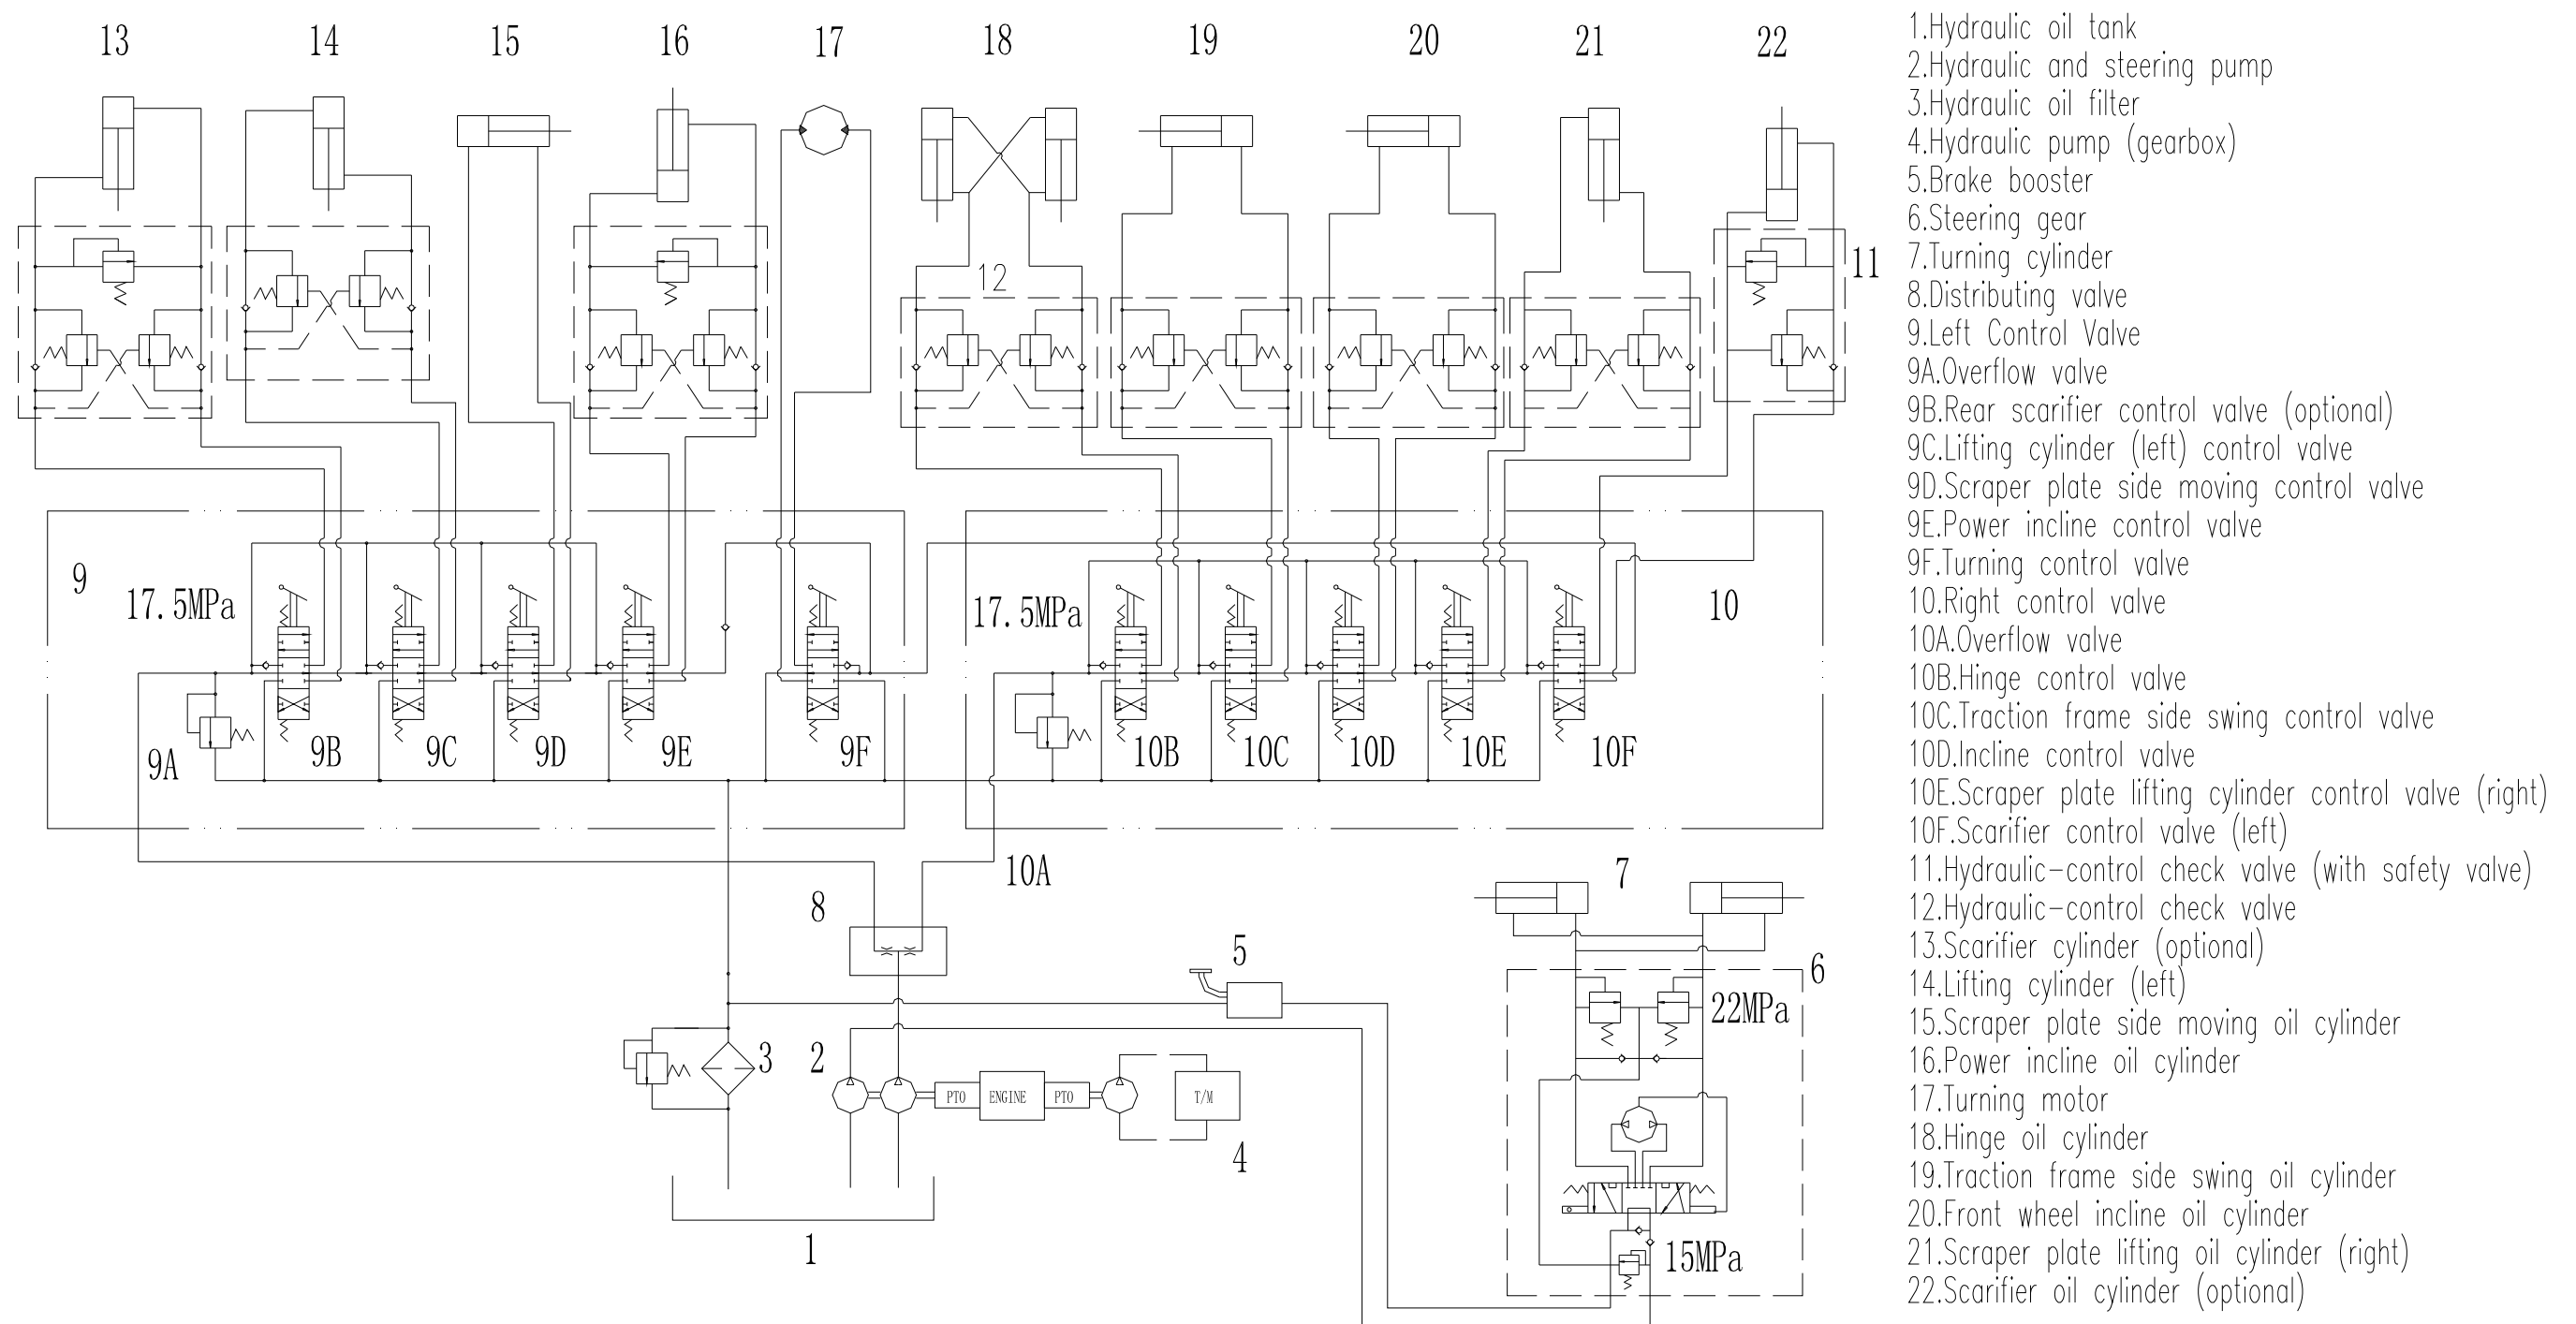 13 14 15 16 17 18 19 20 21 22
12
11
9
17.5MPa
17.5MPa
10
9A 9B 9C 9D 9E 9F 10B 10C 10D 10E 10F
10A
7
8
5
6
22MPa
2
3
PTO ENGINE PTO T/M
4
15MPa
1
1.Hydraulic oil tank
2.Hydraulic and steering pump
3.Hydraulic oil filter
4.Hydraulic pump (gearbox)
5.Brake booster
6.Steering gear
7.Turning cylinder
8.Distributing valve
9.Left Control Valve
9A.Overflow valve
9B.Rear scarifier control valve (optional)
9C.Lifting cylinder (left) control valve
9D.Scraper plate side moving control valve
9E.Power incline control valve
9F.Turning control valve
10.Right control valve
10A.Overflow valve
10B.Hinge control valve
10C.Traction frame side swing control valve
10D.Incline control valve
10E.Scraper plate lifting cylinder control valve (right)
10F.Scarifier control valve (left)
11.Hydraulic-control check valve (with safety valve)
12.Hydraulic-control check valve
13.Scarifier cylinder (optional)
14.Lifting cylinder (left)
15.Scraper plate side moving oil cylinder
16.Power incline oil cylinder
17.Turning motor
18.Hinge oil cylinder
19.Traction frame side swing oil cylinder
20.Front wheel incline oil cylinder
21.Scraper plate lifting oil cylinder (right)
22.Scarifier oil cylinder (optional)